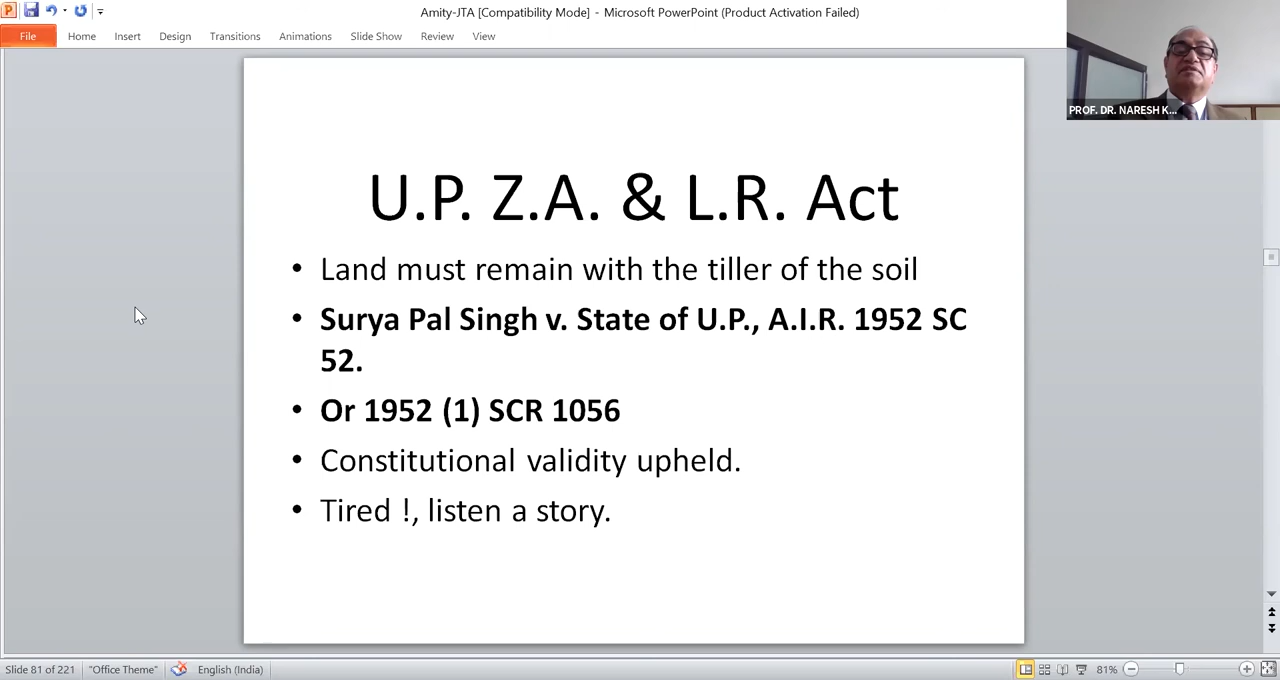 Amity-JTA [Compatibility Mode] - Microsoft PowerPoint (Product Activation Failed)
File Home Insert Design Transitions Animations Slide Show Review View
PROF. DR. NARESH K...
U.P. Z.A. & L.R. Act
• Land must remain with the tiller of the soil
• Surya Pal Singh v. State of U.P., A.I.R. 1952 SC
52.
• Or 1952 (1) SCR 1056
• Constitutional validity upheld.
• Tired !, listen a story.
Slide 81 of 221 "Office Theme" English (India) 81%